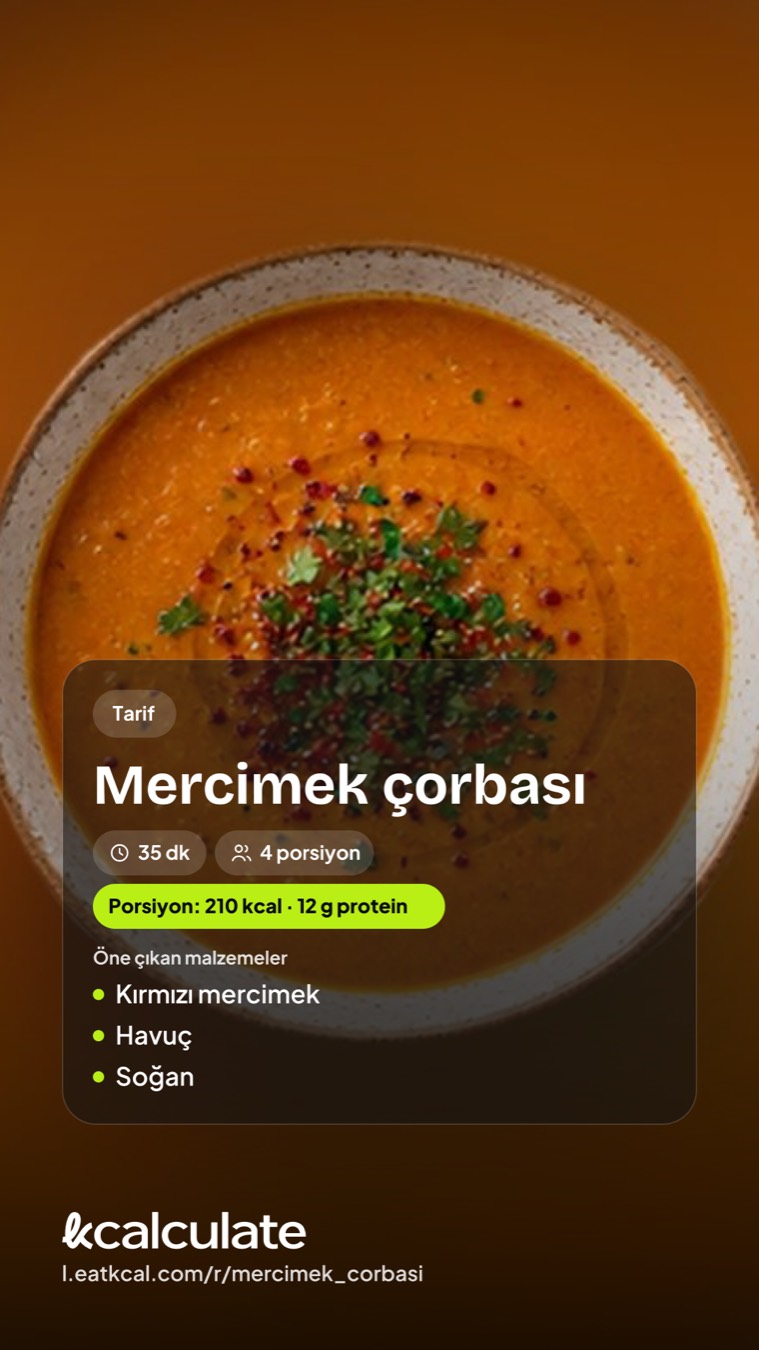 Tarif
Mercimek çorbası
35 dk
4 porsiyon
Porsiyon: 210 kcal · 12 g protein
Öne çıkan malzemeler
Kırmızı mercimek
Havuç
Soğan
kcalculate
l.eatkcal.com/r/mercimek_corbasi